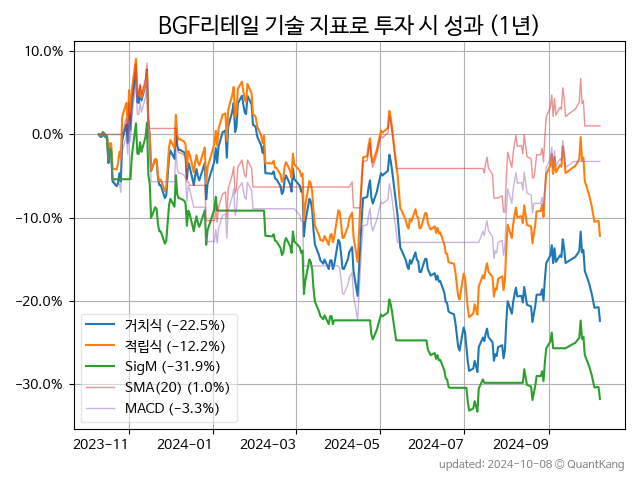 BGF리테일 기술 지표로 투자 시 성과 (1년)
10.0%
0.0%
−10.0%
−20.0%
−30.0%
거치식 (−22.5%)
적립식 (−12.2%)
SigM (−31.9%)
SMA(20) (1.0%)
MACD (−3.3%)
2023−11 2024−01 2024−03 2024−05 2024−07 2024−09
updated: 2024-10-08 © QuantKang